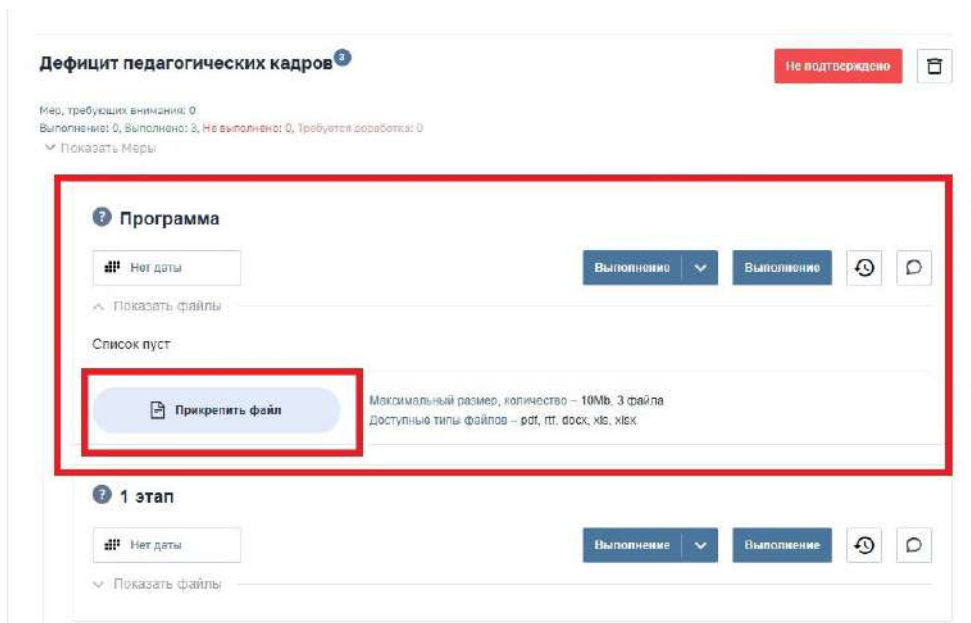 Дефицит педагогических кадров 3
Не подтверждено
Мер, требующих внимания: 0
Выполнение: 0, Выполнено: 3, Не выполнено: 0, Требуется доработка: 0
Показать Меры
? Программа
Нет даты
Выполнение
Выполнение
Показать файлы
Список пуст
Прикрепить файл
Максимальный размер, количество – 10Mb, 3 файла
Доступные типы файлов – pdf, rtf, docx, xls, xlsx
? 1 этап
Нет даты
Выполнение
Выполнение
Показать файлы